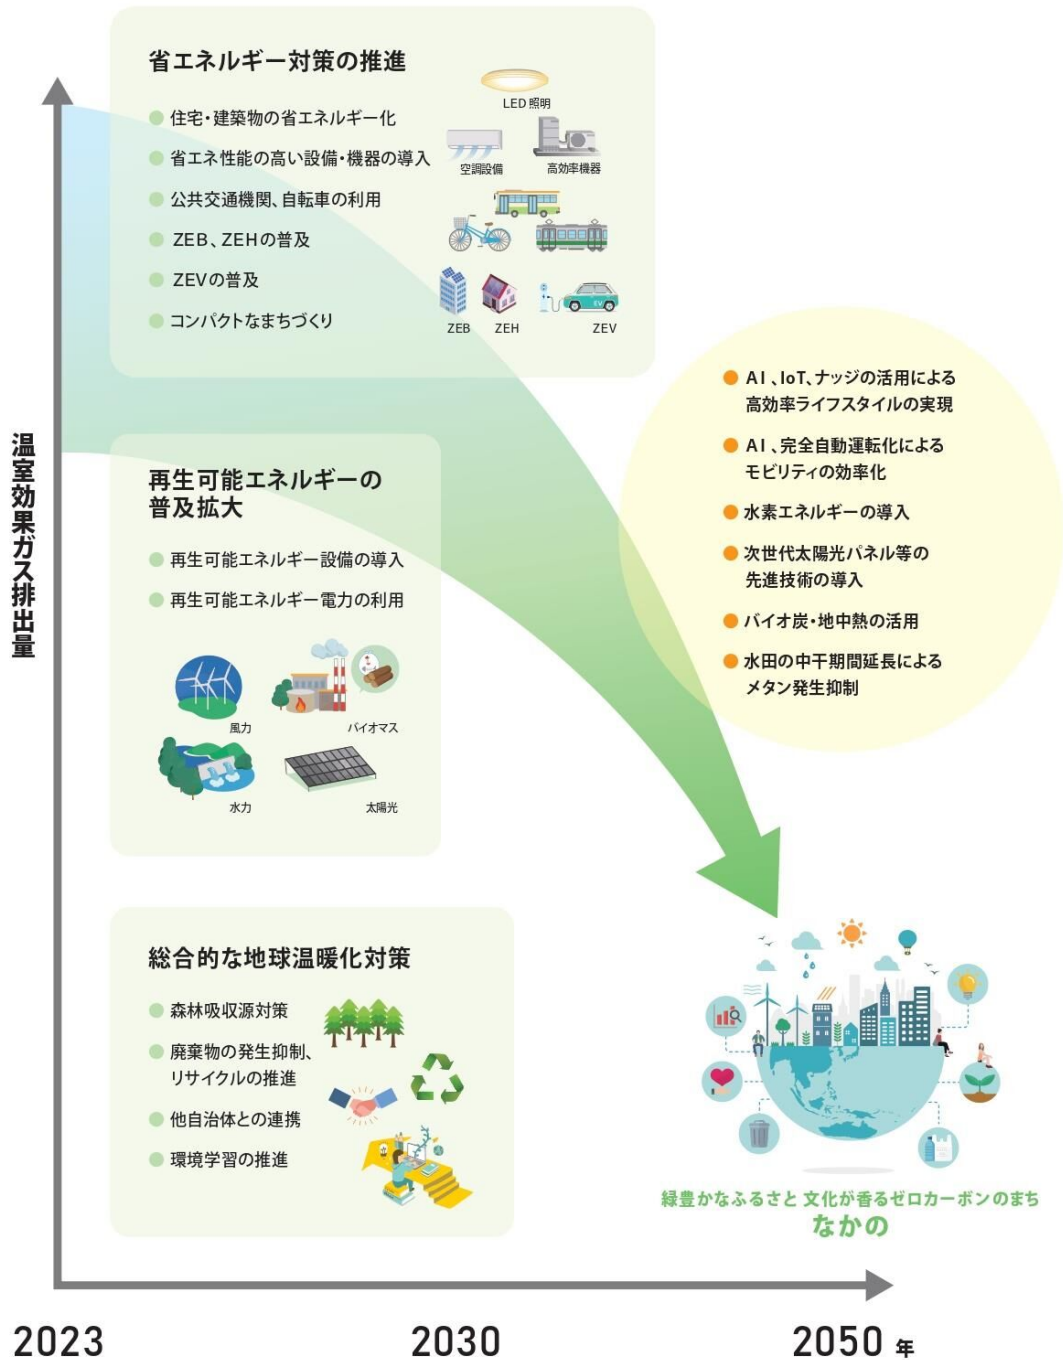 省エネルギー対策の推進
住宅・建築物の省エネルギー化
省エネ性能の高い設備・機器の導入
公共交通機関、自転車の利用
ZEB、ZEHの普及
ZEVの普及
コンパクトなまちづくり
LED 照明
空調設備
高効率機器
EV
ZEB
ZEH
ZEV
温室効果ガス排出量
再生可能エネルギーの
普及拡大
再生可能エネルギー設備の導入
再生可能エネルギー電力の利用
風力
バイオマス
水力
太陽光
AI、IoT、ナッジの活用による
高効率ライフスタイルの実現
AI、完全自動運転化による
モビリティの効率化
水素エネルギーの導入
次世代太陽光パネル等の
先進技術の導入
バイオ炭・地中熱の活用
水田の中干期間延長による
メタン発生抑制
総合的な地球温暖化対策
森林吸収源対策
廃棄物の発生抑制、
リサイクルの推進
他自治体との連携
環境学習の推進
緑豊かなふるさと 文化が香るゼロカーボンのまち
なかの
2023
2030
2050 年